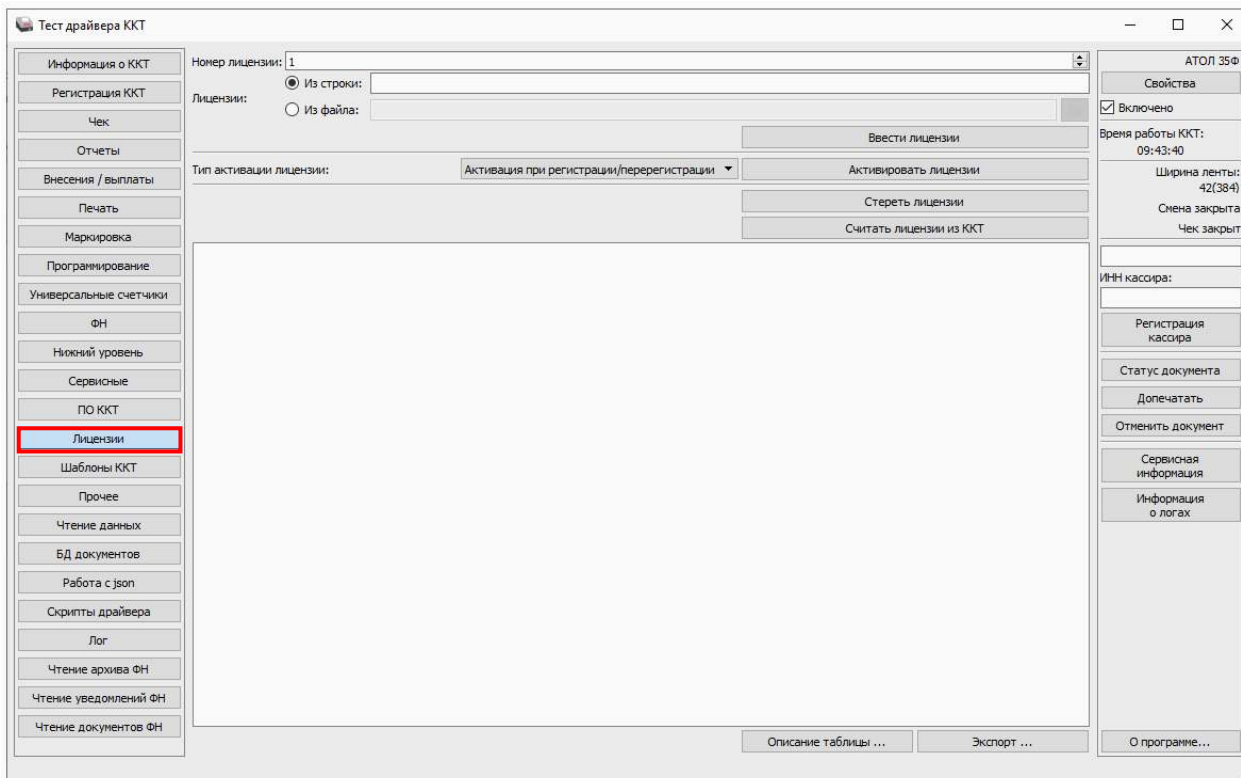 Тест драйвера ККТ
Информация о ККТ
Регистрация ККТ
Чек
Отчеты
Внесения / выплаты
Печать
Маркировка
Программирование
Универсальные счетчики
ФН
Нижний уровень
Сервисные
ПО ККТ
Лицензии
Шаблоны ККТ
Прочее
Чтение данных
БД документов
Работа с json
Скрипты драйвера
Лог
Чтение архива ФН
Чтение уведомлений ФН
Чтение документов ФН
Номер лицензии: 1
Лицензии:
Из строки:
Из файла:
Ввести лицензии
Тип активации лицензии: Активация при регистрации/перерегистрации Активировать лицензии
Стереть лицензии
Считать лицензии из ККТ
Описание таблицы ... Экспорт ...
АТОЛ 35Ф
Свойства
Включено
Время работы ККТ:
09:43:40
Ширина ленты:
42(384)
Смена закрыта
Чек закрыт
ИНН кассира:
Регистрация
кассира
Статус документа
Допечатать
Отменить документ
Сервисная
информация
Информация
о логах
О программе...